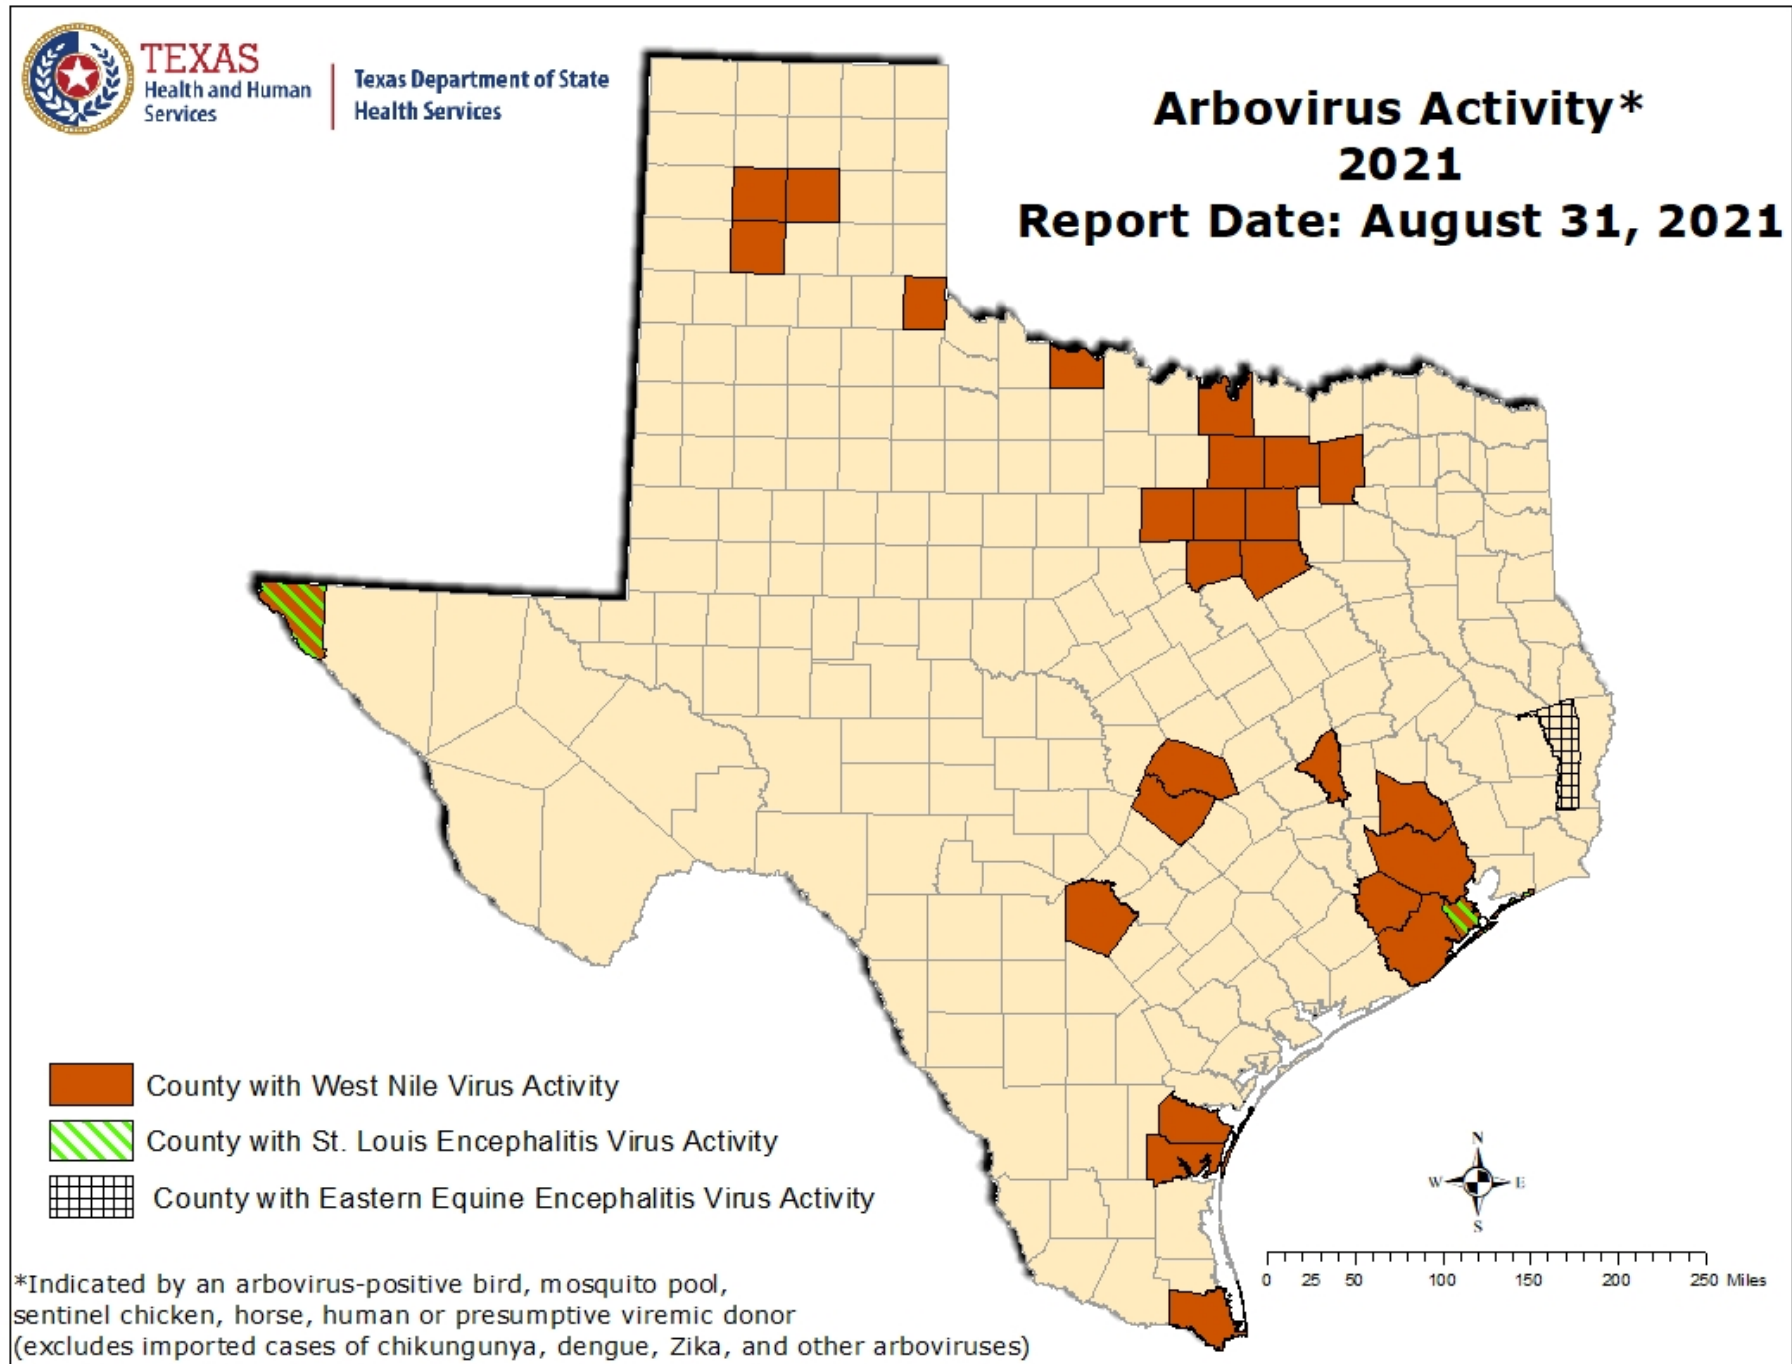 TEXAS
Health and Human
Services
Texas Department of State
Health Services
Arbovirus Activity*
2021
Report Date: August 31, 2021
County with West Nile Virus Activity
County with St. Louis Encephalitis Virus Activity
County with Eastern Equine Encephalitis Virus Activity
*Indicated by an arbovirus-positive bird, mosquito pool,
sentinel chicken, horse, human or presumptive viremic donor
(excludes imported cases of chikungunya, dengue, Zika, and other arboviruses)
N
W E
S
0 25 50 100 150 200 250 Miles